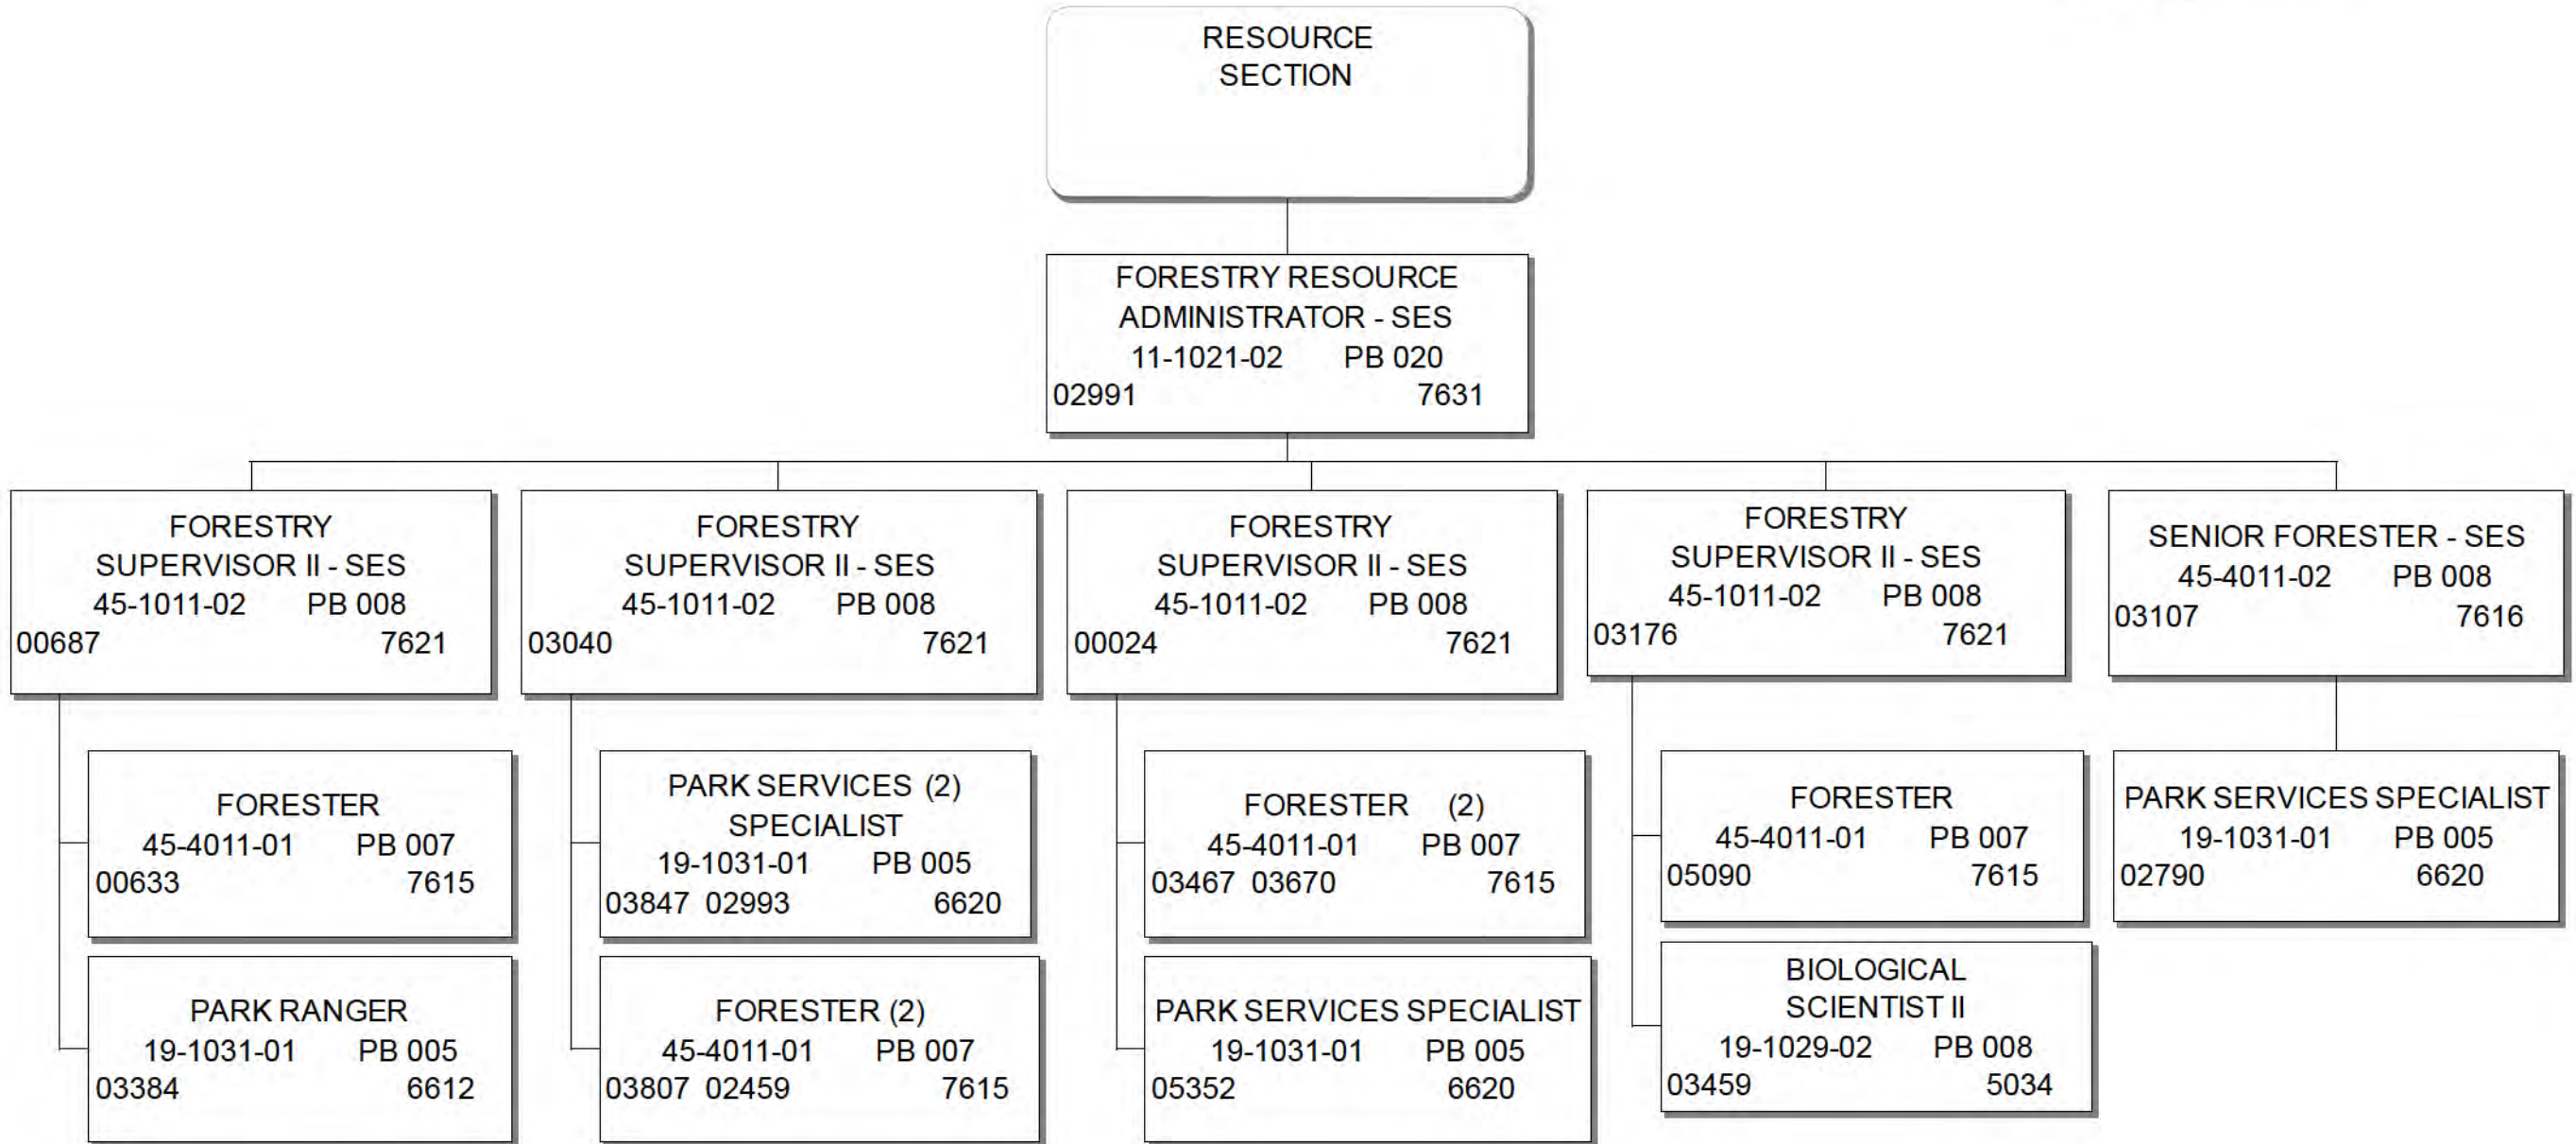 RESOURCE
SECTION
FORESTRY RESOURCE
ADMINISTRATOR - SES
11-1021-02 PB 020
02991 7631
FORESTRY
SUPERVISOR II - SES
45-1011-02 PB 008
00687 7621
FORESTER
45-4011-01 PB 007
00633 7615
PARK RANGER
19-1031-01 PB 005
03384 6612
FORESTRY
SUPERVISOR II - SES
45-1011-02 PB 008
03040 7621
PARK SERVICES (2)
SPECIALIST
19-1031-01 PB 005
03847 02993 6620
FORESTER (2)
45-4011-01 PB 007
03807 02459 7615
FORESTRY
SUPERVISOR II - SES
45-1011-02 PB 008
00024 7621
FORESTER (2)
45-4011-01 PB 007
03467 03670 7615
PARK SERVICES SPECIALIST
19-1031-01 PB 005
05352 6620
FORESTRY
SUPERVISOR II - SES
45-1011-02 PB 008
03176 7621
FORESTER
45-4011-01 PB 007
05090 7615
BIOLOGICAL
SCIENTIST II
19-1029-02 PB 008
03459 5034
SENIOR FORESTER - SES
45-4011-02 PB 008
03107 7616
PARK SERVICES SPECIALIST
19-1031-01 PB 005
02790 6620